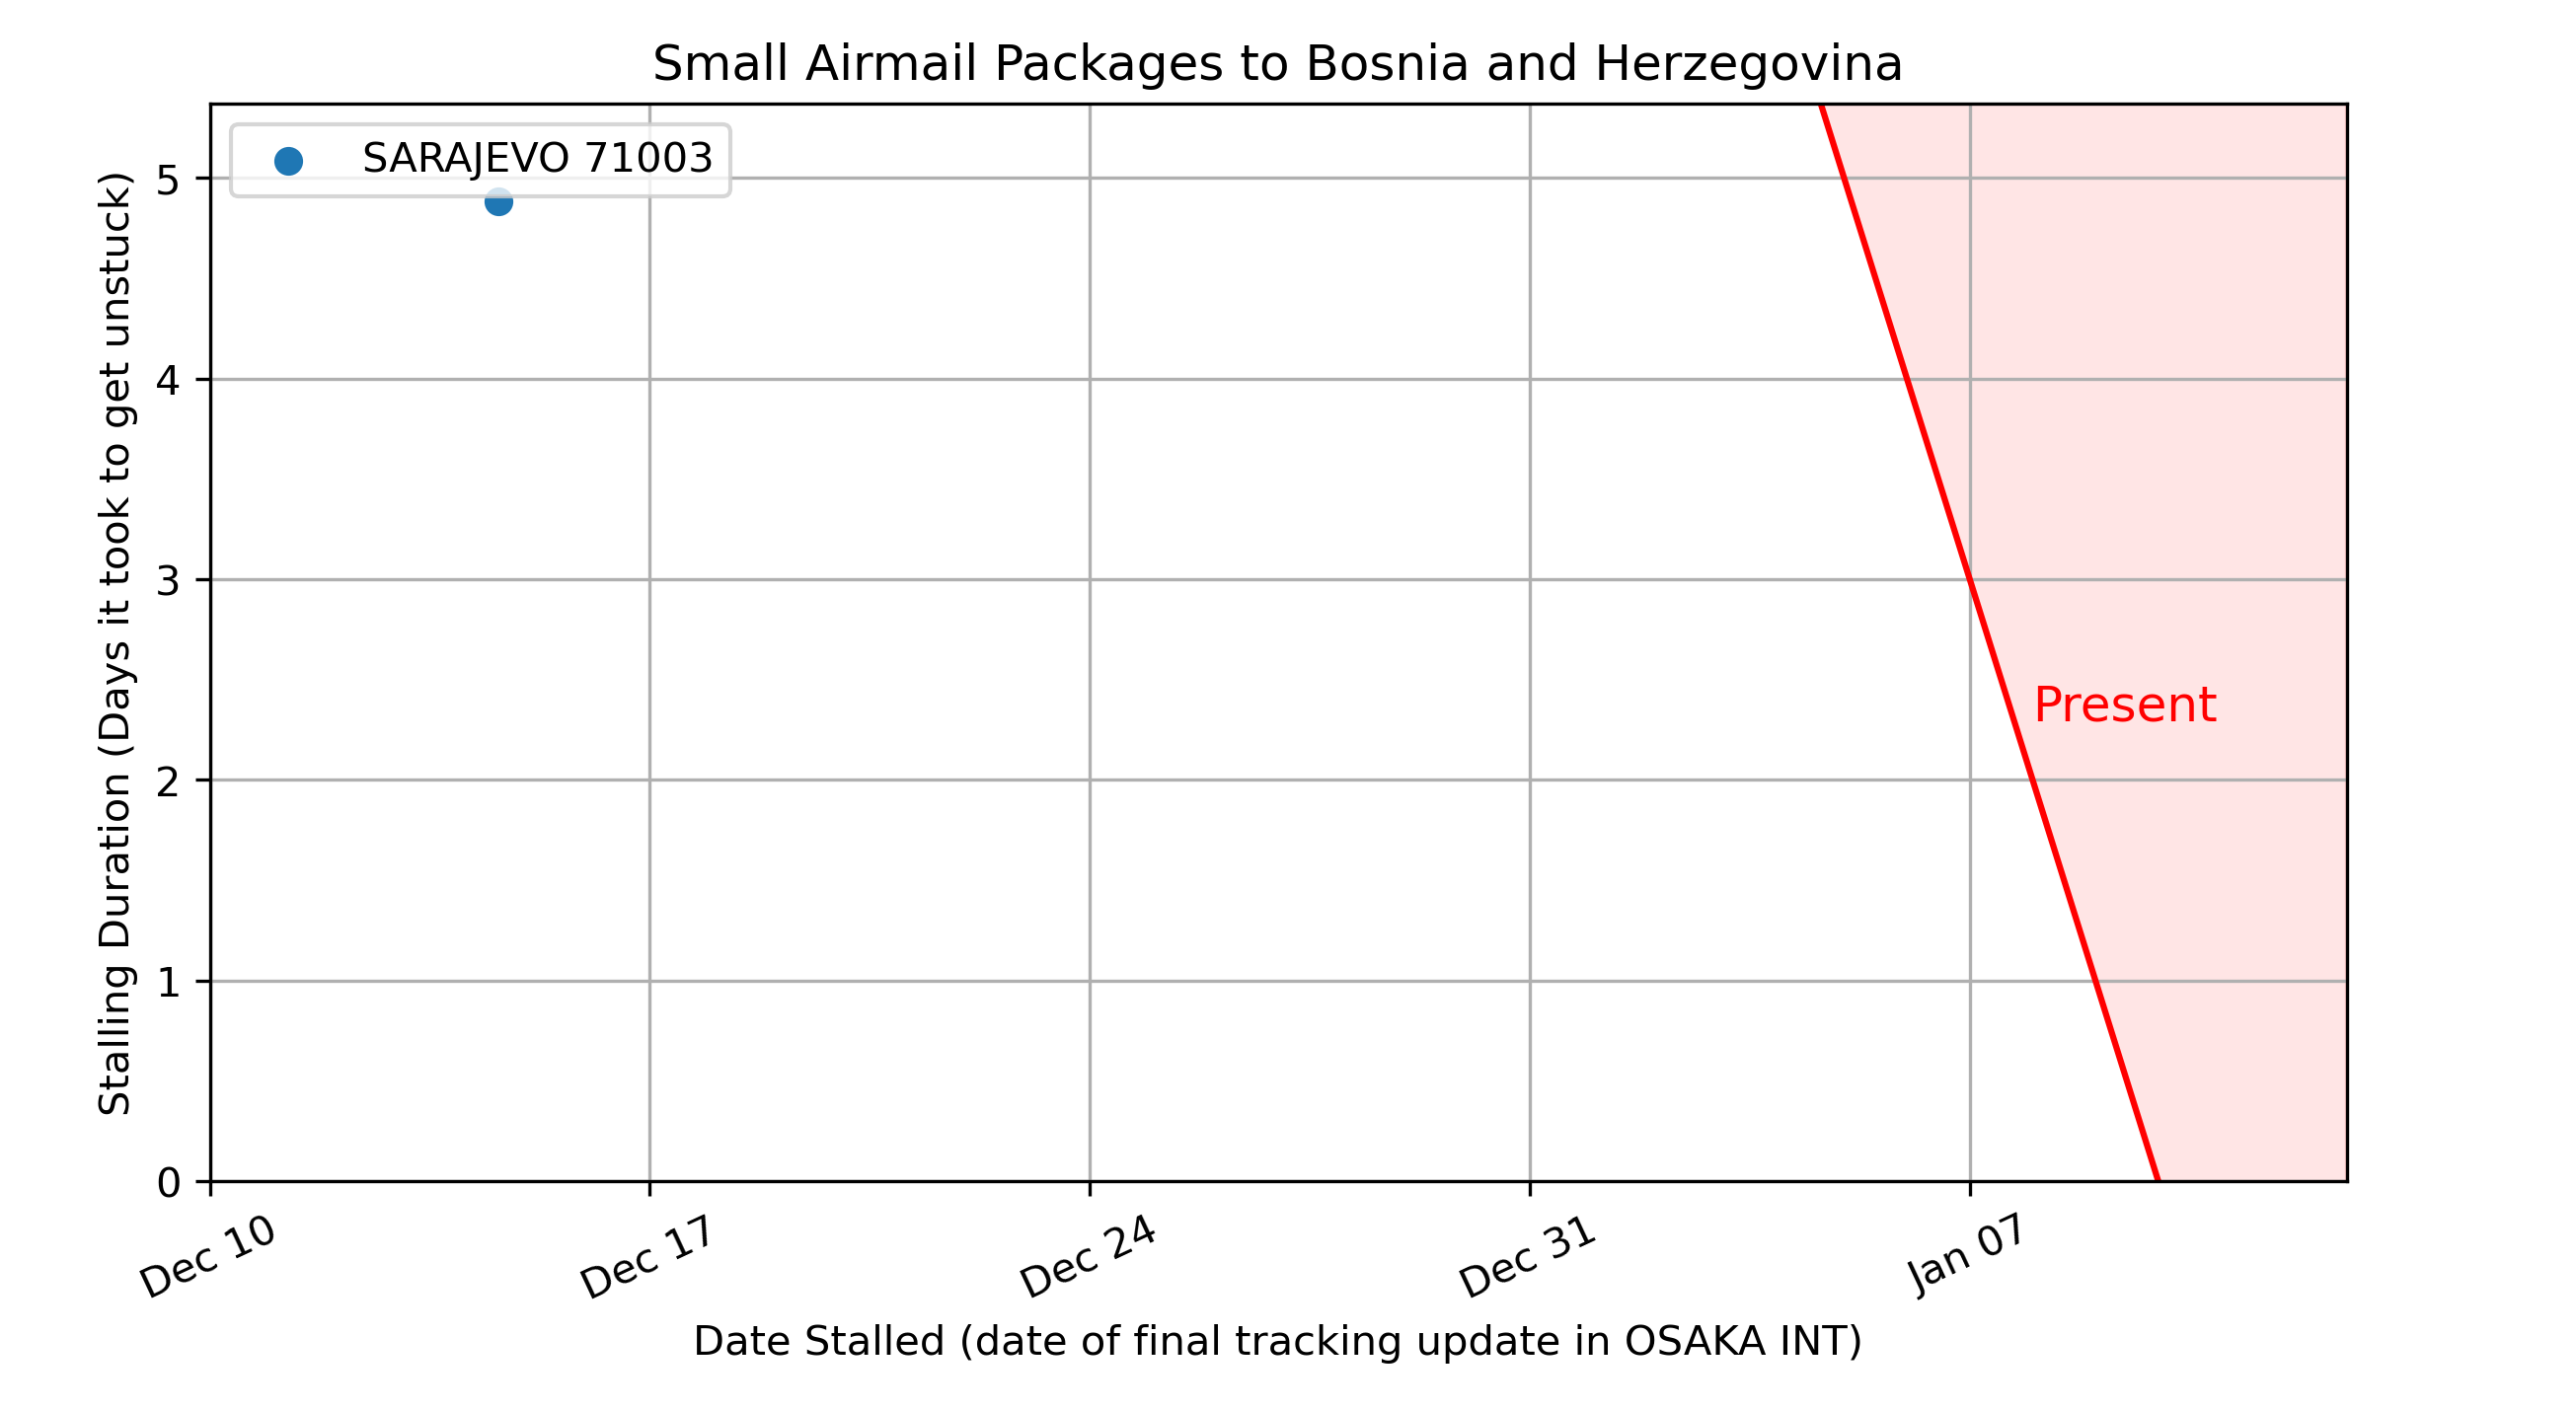 Small Airmail Packages to Bosnia and Herzegovina
SARAJEVO 71003
Stalling Duration (Days it took to get unstuck)
5
4
3
2
1
0
Present
Dec 10
Dec 17
Dec 24
Dec 31
Jan 07
Date Stalled (date of final tracking update in OSAKA INT)